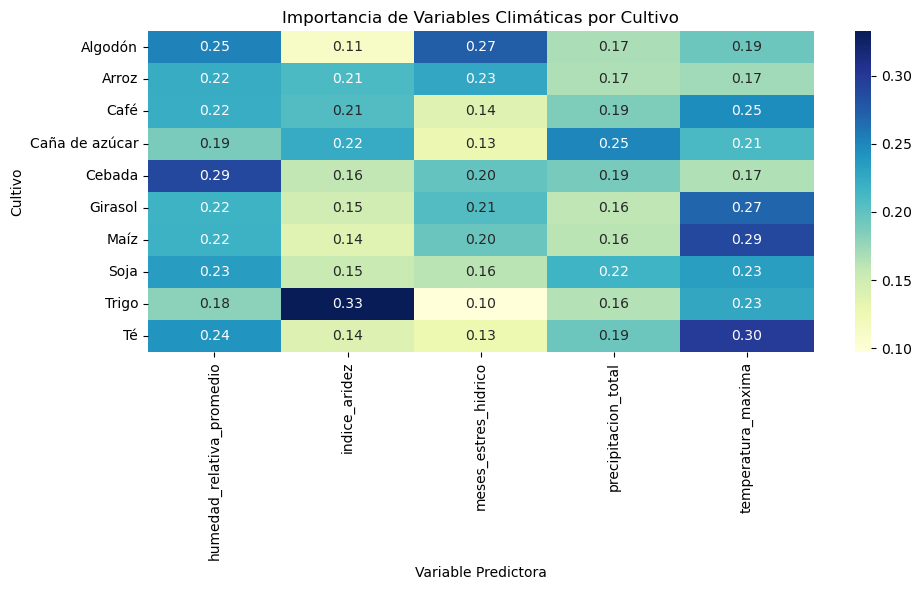 Importancia de Variables Climáticas por Cultivo
Algodón 0.25 0.11 0.27 0.17 0.19
Arroz 0.22 0.21 0.23 0.17 0.17
Café 0.22 0.21 0.14 0.19 0.25
Caña de azúcar 0.19 0.22 0.13 0.25 0.21
Cebada 0.29 0.16 0.20 0.19 0.17
Girasol 0.22 0.15 0.21 0.16 0.27
Maíz 0.22 0.14 0.20 0.16 0.29
Soja 0.23 0.15 0.16 0.22 0.23
Trigo 0.18 0.33 0.10 0.16 0.23
Té 0.24 0.14 0.13 0.19 0.30
Cultivo
humedad_relativa_promedio
indice_aridez
meses_estres_hidrico
precipitacion_total
temperatura_maxima
Variable Predictora
0.30
0.25
0.20
0.15
0.10